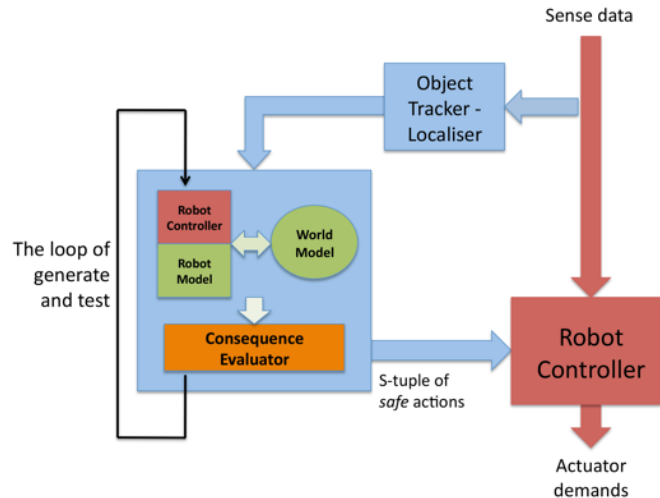 Sense data
Object
Tracker -
Localiser
Robot
Controller
Robot
Model
World
Model
The loop of
generate
and test
Consequence
Evaluator
S-tuple of
safe actions
Robot
Controller
Actuator
demands